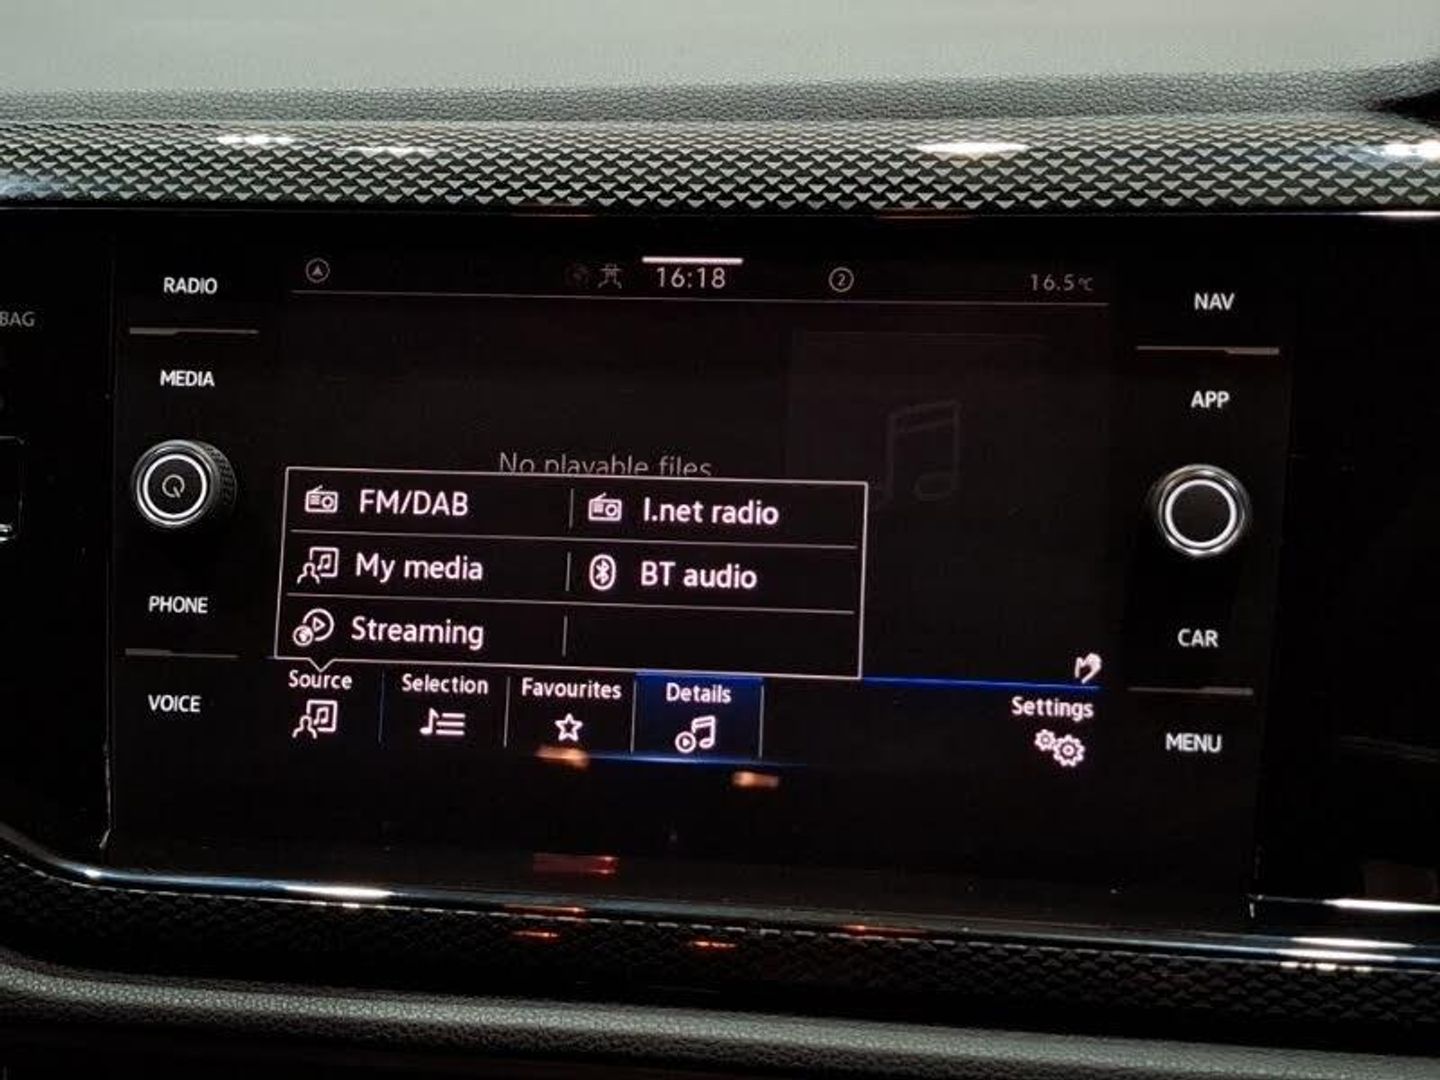 BAG
RADIO
MEDIA
PHONE
VOICE
16:18
2
16.5°C
No playable files
FM/DAB
I.net radio
My media
BT audio
Streaming
Source
Selection
Favourites
Details
Settings
NAV
APP
CAR
MENU